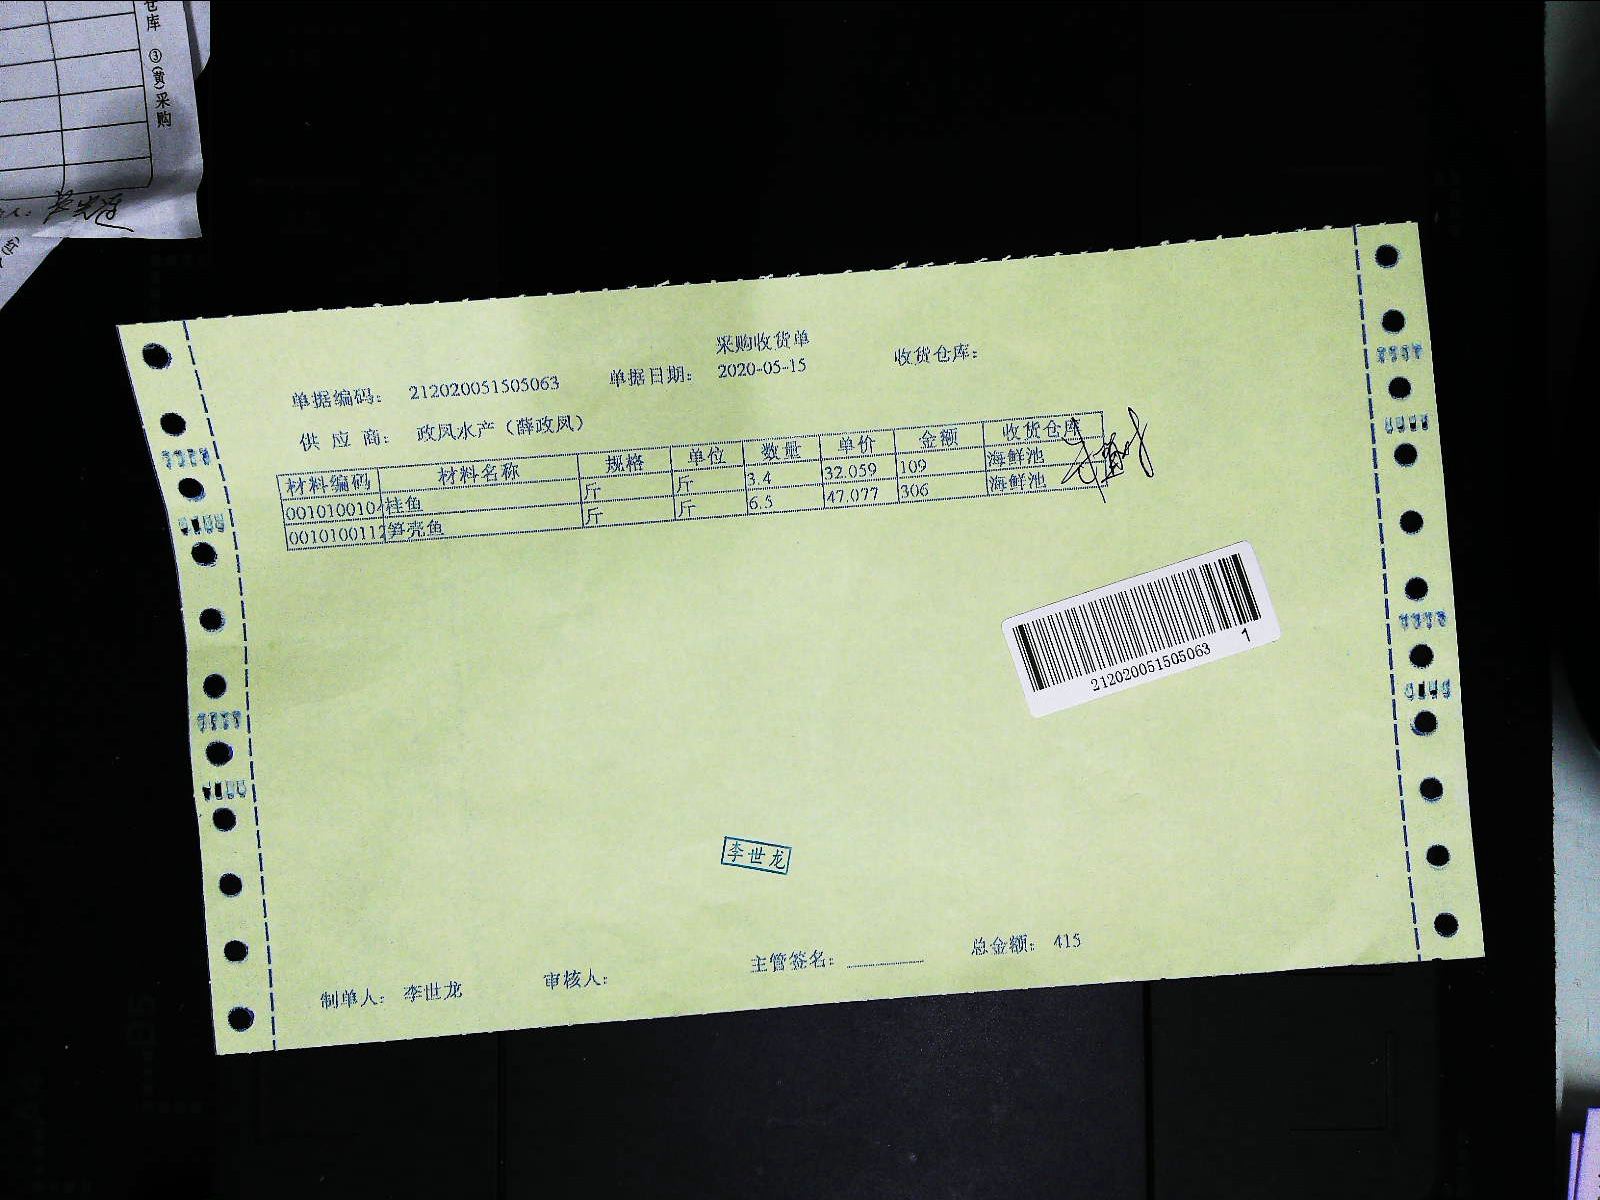 仓库 ③(黄)采购
采购收货单
单据编码: 212020051505063 单据日期: 2020-05-15 收货仓库:
供 应 商: 政凤水产（薛政凤）
材料编码 材料名称 规格 单位 数量 单价 金额 收货仓库
001010010 桂鱼 斤 斤 3.4 32.059 109 海鲜池
0010100112 笋壳鱼 斤 斤 6.5 47.077 306 海鲜池
212020051505063 1
李世龙
制单人: 李世龙 审核人: 主管签名: 总金额: 415